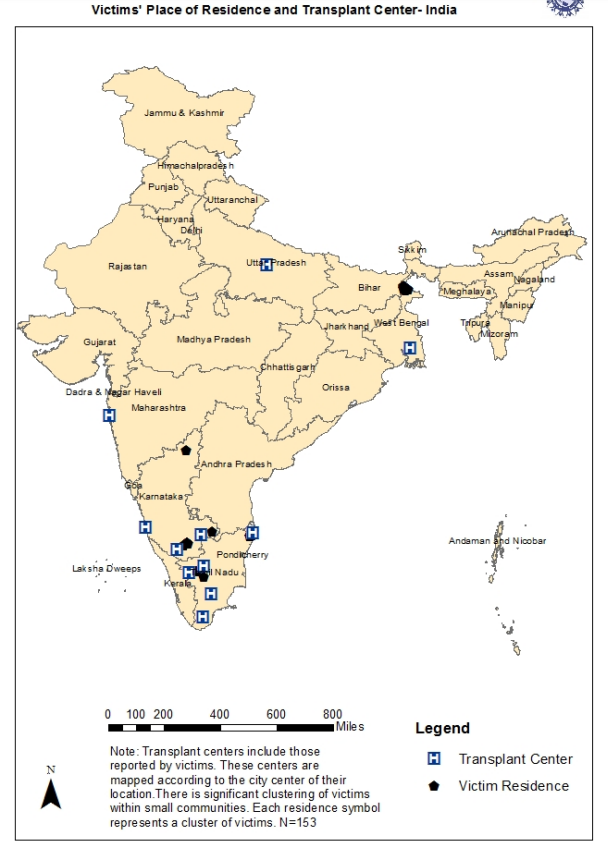 Victims' Place of Residence and Transplant Center- India
Jammu & Kashmir
Himachalpradesh
Punjab
Uttaranchal
Haryana
Delhi
Arunachal Pradesh
Sikkim
Rajastan
Uttar Pradesh
Assam
Nagaland
Bihar
Meghalaya
Manipur
Jharkhand
West Bengal
Tripura
Mizoram
Gujarat
Madhya Pradesh
Chhattisgarh
Orissa
Dadra & Nagar Haveli
Maharashtra
Andhra Pradesh
Goa
Karnataka
Andaman and Nicobar
Pondicherry
Laksha Dweeps
Tamil Nadu
Kerala
0 100 200 400 600 800
Miles
Legend
H Transplant Center
Victim Residence
N
Note: Transplant centers include those
reported by victims. These centers are
mapped according to the city center of their
location.There is significant clustering of victims
within small communities. Each residence symbol
represents a cluster of victims. N=153